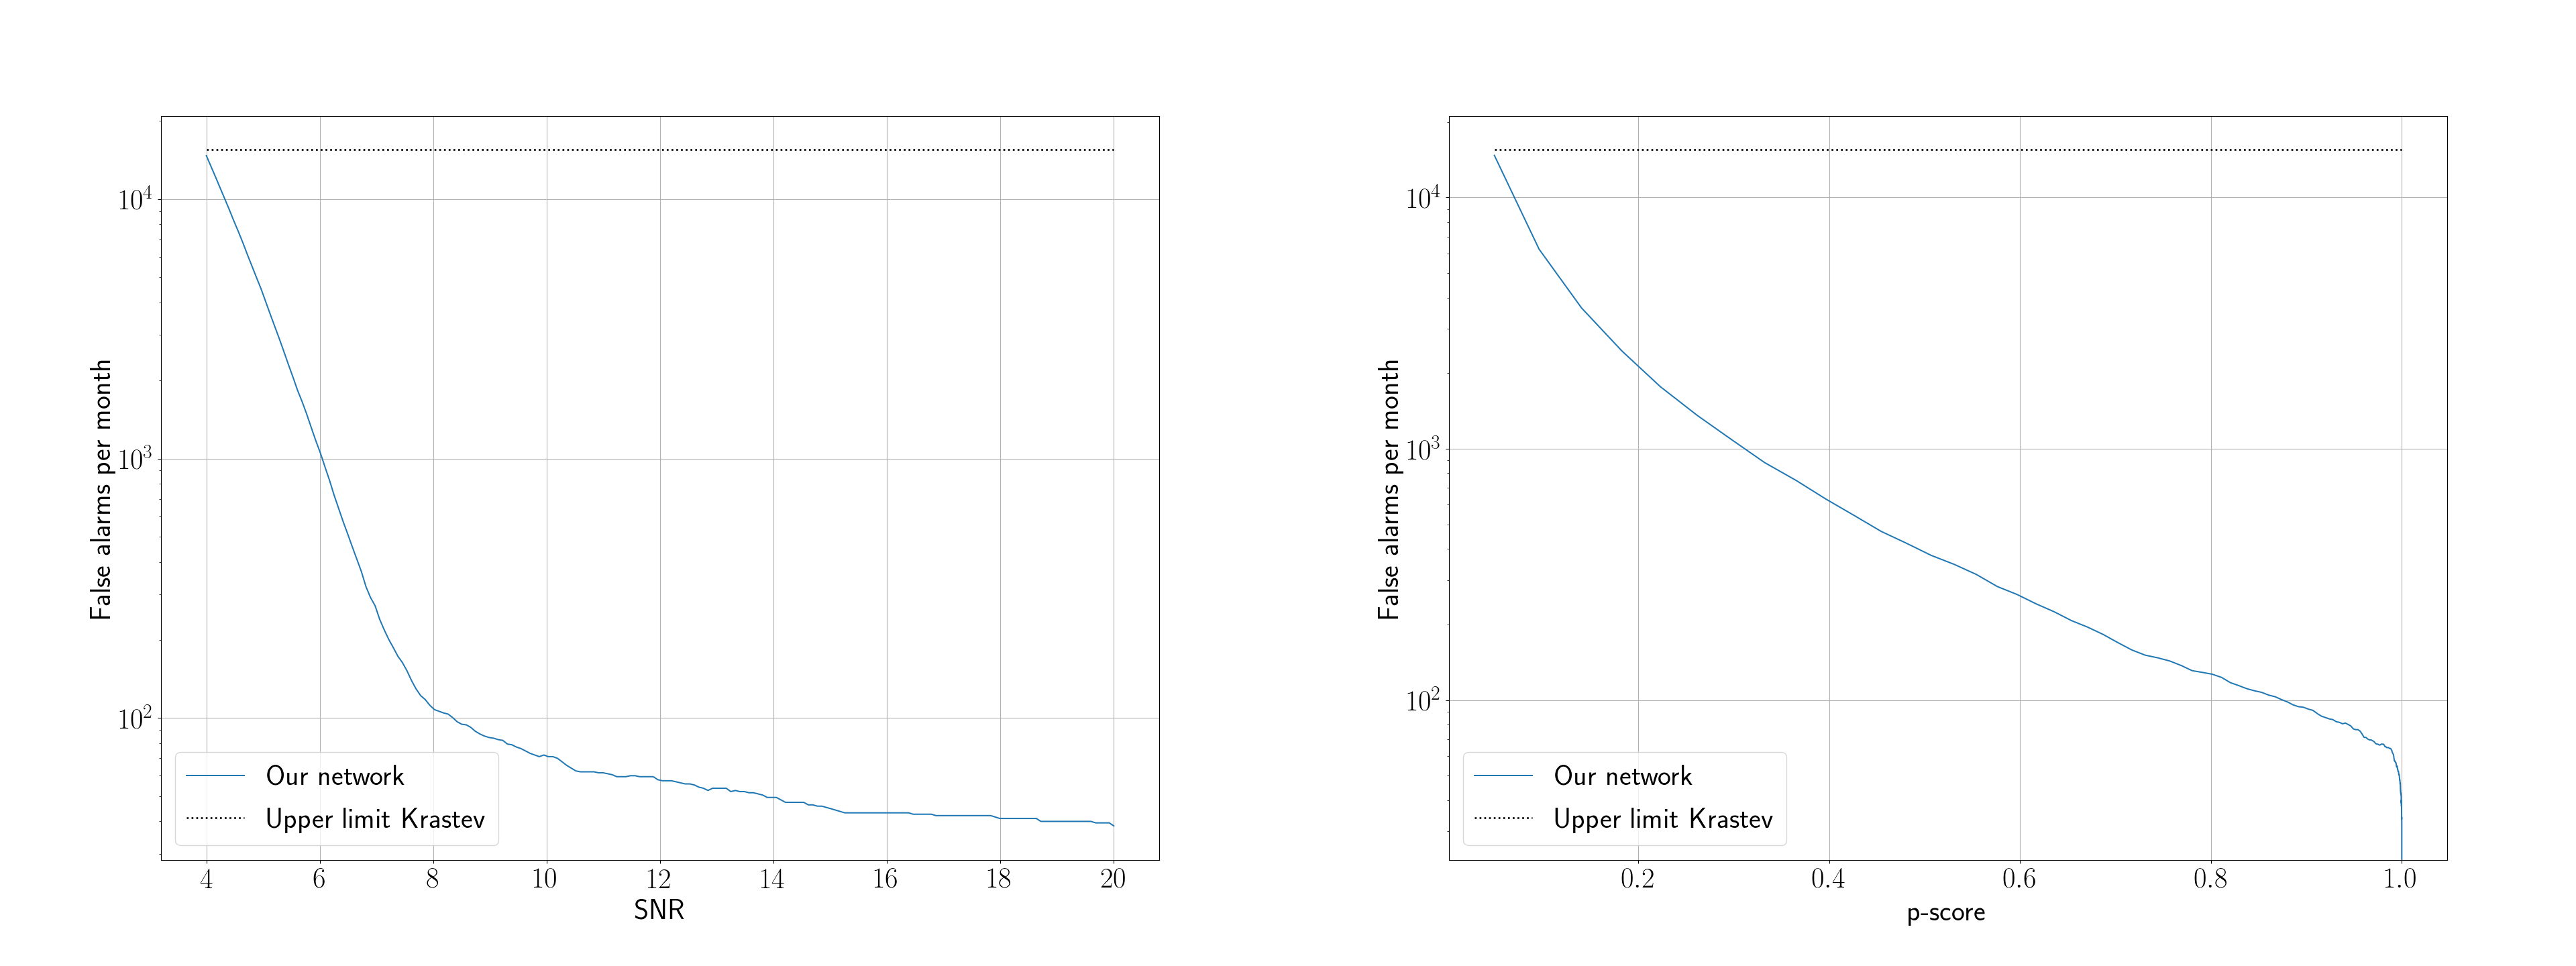 False alarms per month
10^4
10^3
10^2
Our network
Upper limit Krastev
4 6 8 10 12 14 16 18 20
SNR
False alarms per month
10^4
10^3
10^2
Our network
Upper limit Krastev
0.2 0.4 0.6 0.8 1.0
p-score